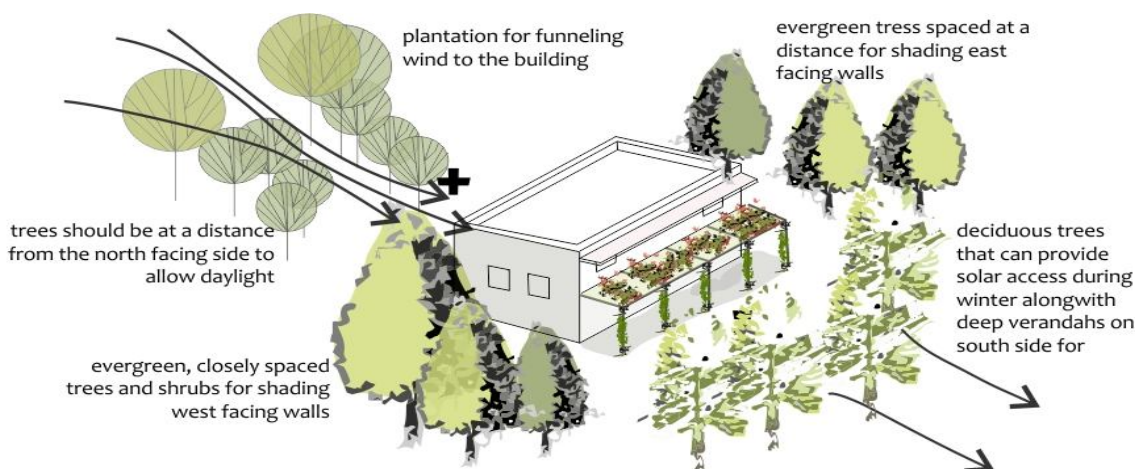 plantation for funneling
wind to the building
evergreen tress spaced at a
distance for shading east
facing walls
trees should be at a distance
from the north facing side to
allow daylight
deciduous trees
that can provide
solar access during
winter alongwith
deep verandahs on
south side for
evergreen, closely spaced
trees and shrubs for shading
west facing walls